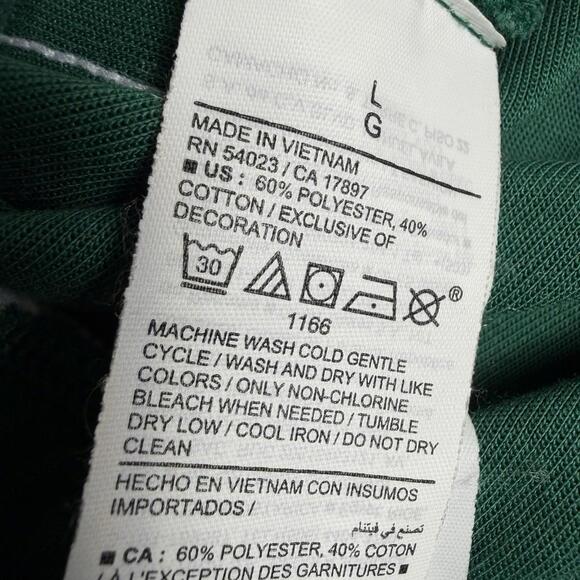 L
G
MADE IN VIETNAM
RN 54023 / CA 17897
■ US : 60% POLYESTER, 40%
COTTON / EXCLUSIVE OF
DECORATION
30 ®
1166
MACHINE WASH COLD GENTLE
CYCLE / WASH AND DRY WITH LIKE
COLORS / ONLY NON-CHLORINE
BLEACH WHEN NEEDED / TUMBLE
DRY LOW / COOL IRON / DO NOT DRY
CLEAN
HECHO EN VIETNAM CON INSUMOS
IMPORTADOS /
تصنع في فيتنام
■ CA : 60% POLYESTER, 40% COTON
/ À L'EXCEPTION DES GARNITURES ■